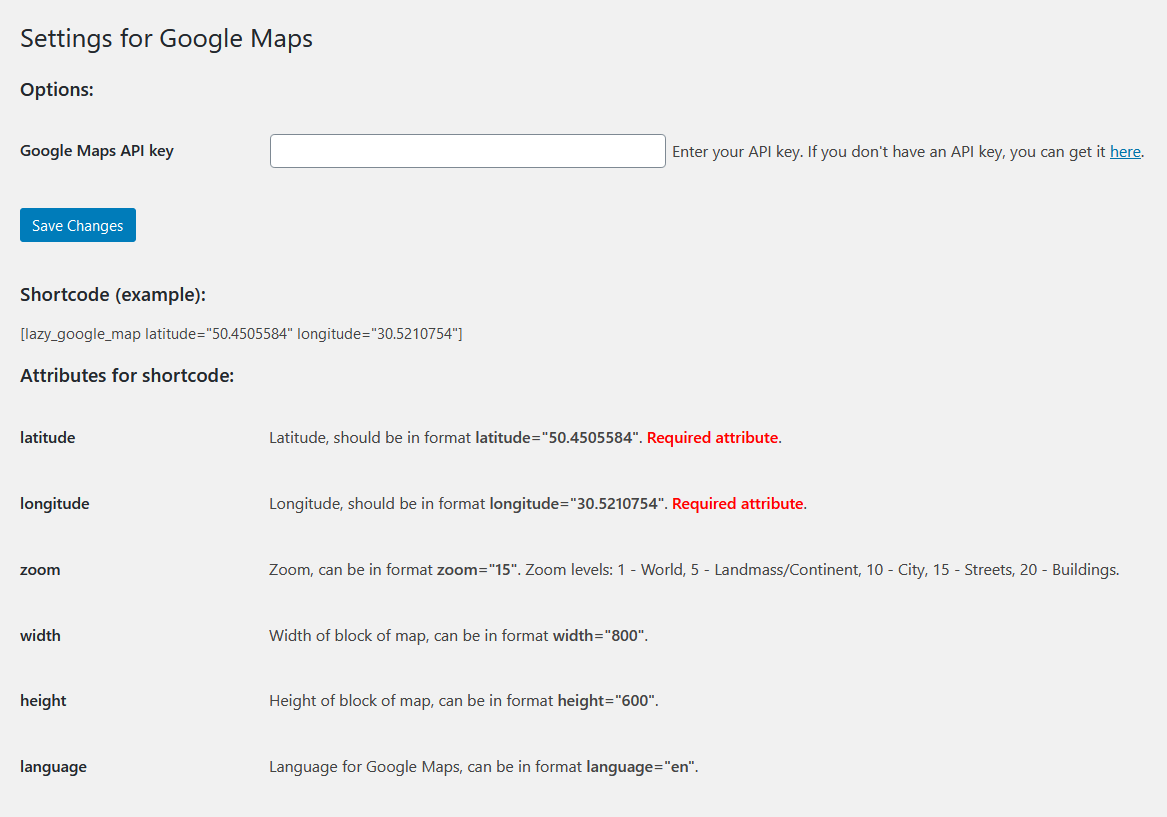 Settings for Google Maps
Options:
Google Maps API key Enter your API key. If you don't have an API key, you can get it here.
Save Changes
Shortcode (example):
[lazy_google_map latitude="50.4505584" longitude="30.5210754"]
Attributes for shortcode:
latitude Latitude, should be in format latitude="50.4505584". Required attribute.
longitude Longitude, should be in format longitude="30.5210754". Required attribute.
zoom Zoom, can be in format zoom="15". Zoom levels: 1 - World, 5 - Landmass/Continent, 10 - City, 15 - Streets, 20 - Buildings.
width Width of block of map, can be in format width="800".
height Height of block of map, can be in format height="600".
language Language for Google Maps, can be in format language="en".